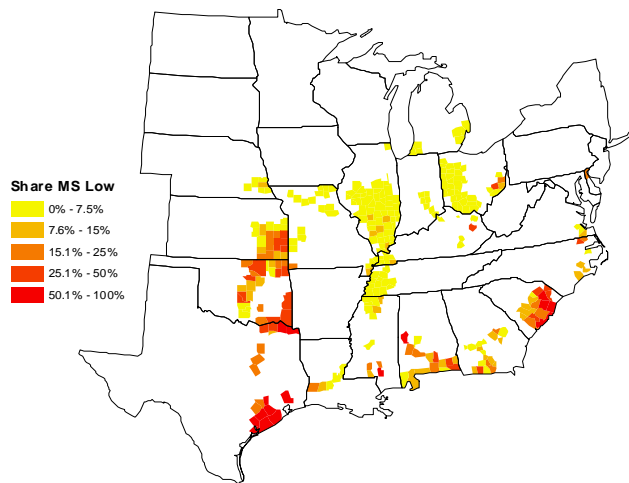 Share MS Low
0% - 7.5%
7.6% - 15%
15.1% - 25%
25.1% - 50%
50.1% - 100%